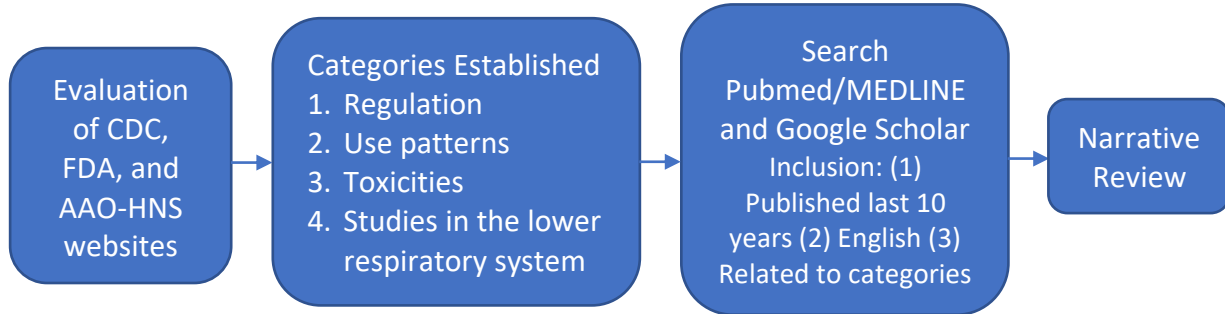 Evaluation
of CDC,
FDA, and
AAO-HNS
websites
Categories Established
1. Regulation
2. Use patterns
3. Toxicities
4. Studies in the lower
respiratory system
Search
Pubmed/MEDLINE
and Google Scholar
Inclusion: (1)
Published last 10
years (2) English (3)
Related to categories
Narrative
Review